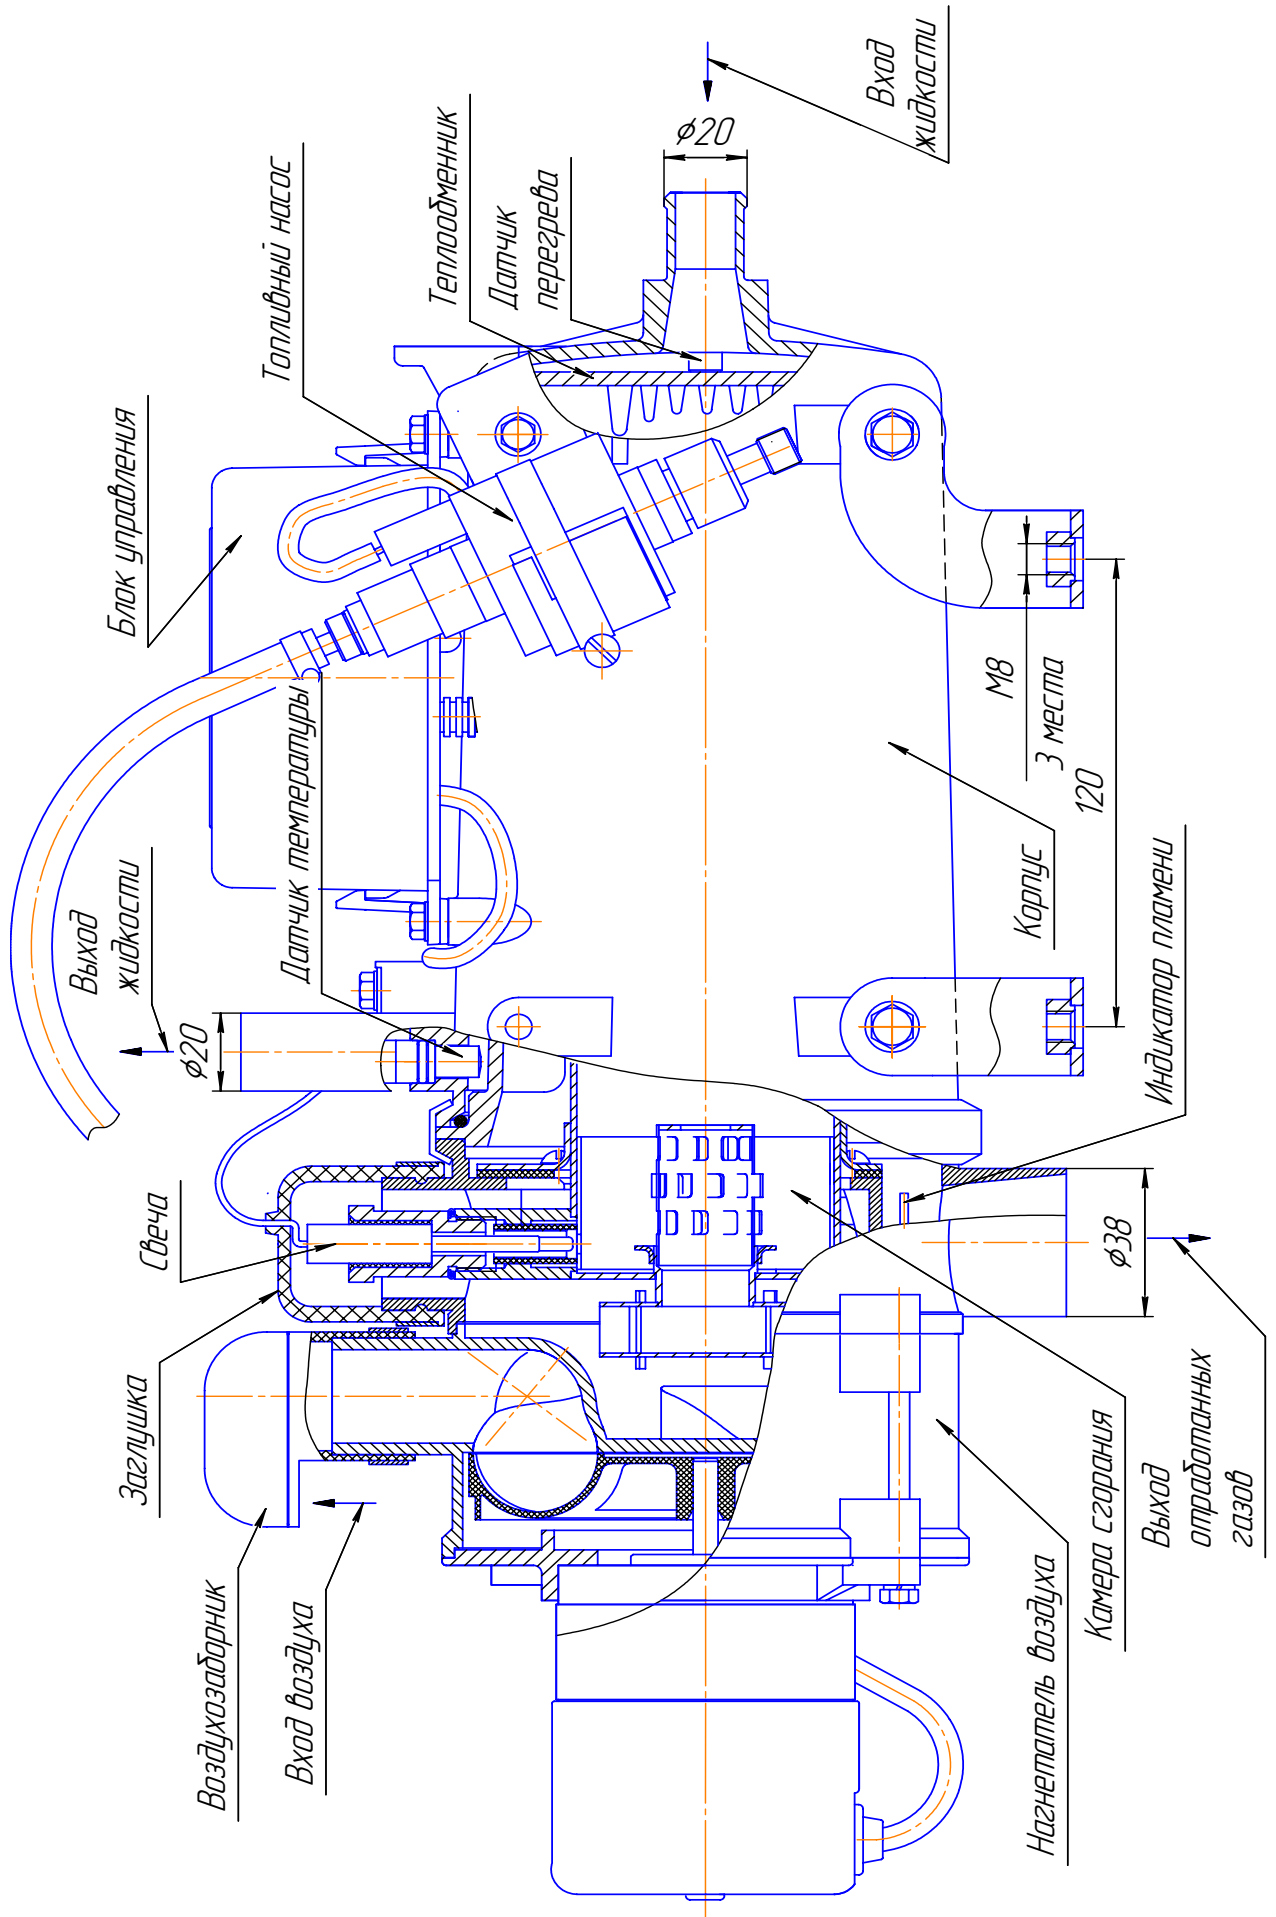 Выход
жидкости
Блок управления
Топливный насос
Теплообменник
Датчик
перегрева
Вход
жидкости
Воздухозаборник
Вход воздуха
Заглушка
Свеча
ϕ20
Датчик температуры
ϕ20
Нагнетатель воздуха
Камера сгорания
Выход
отработанных
газов
ϕ38
Индикатор пламени
Корпус
120
М8
3 места